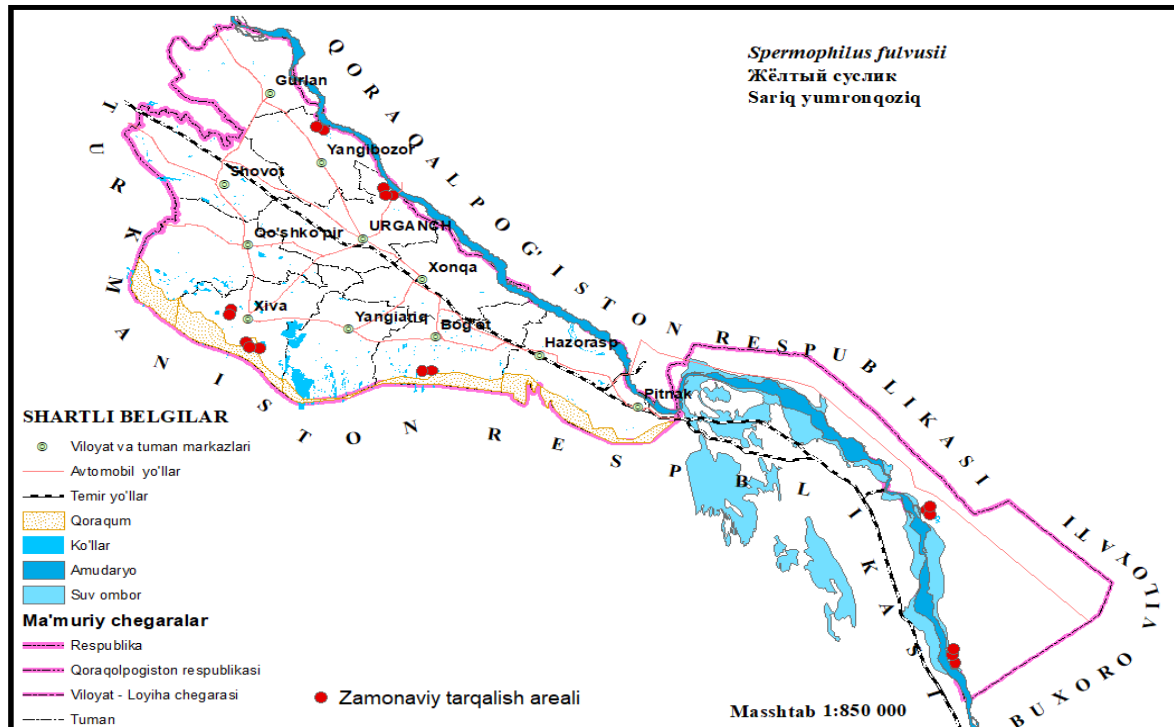 Spermophilus fulvusii
Жёлтый суслик
Sariq yumronqoziq
QORAQALPOG'ISTON RESPUBLIKASI
TURKMANISTON RESPBLIKASI
BUXORO VILOYATI
Gurlan
Yangibozor
Shovot
URGANCH
Qo'shko'pir
Xonqa
Xiva
Yangiariq
Bog'ot
Hazorasp
Pitnak
SHARTLI BELGILAR
Viloyat va tuman markazlari
Avtomobil yo'llar
Temir yo'llar
Qoraqum
Ko'llar
Amudaryo
Suv ombor
Ma'muriy chegaralar
Respublika
Qoraqolpogiston respublikasi
Viloyat - Loyiha chegarasi
Tuman
Zamonaviy tarqalish areali
Masshtab 1:850 000